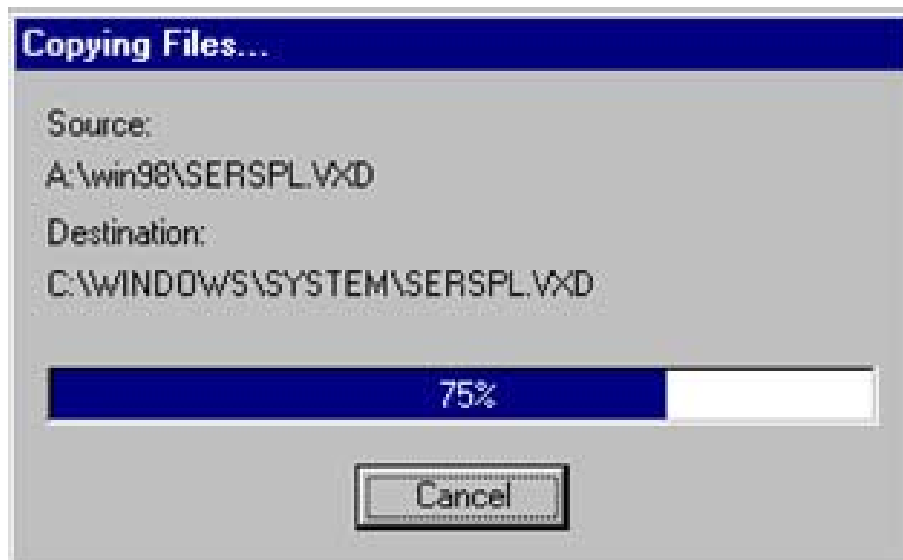 Copying Files...
Source:
A:\win98\SERSPL.VXD
Destination:
C:\WINDOWS\SYSTEM\SERSPL.VXD
75%
Cancel